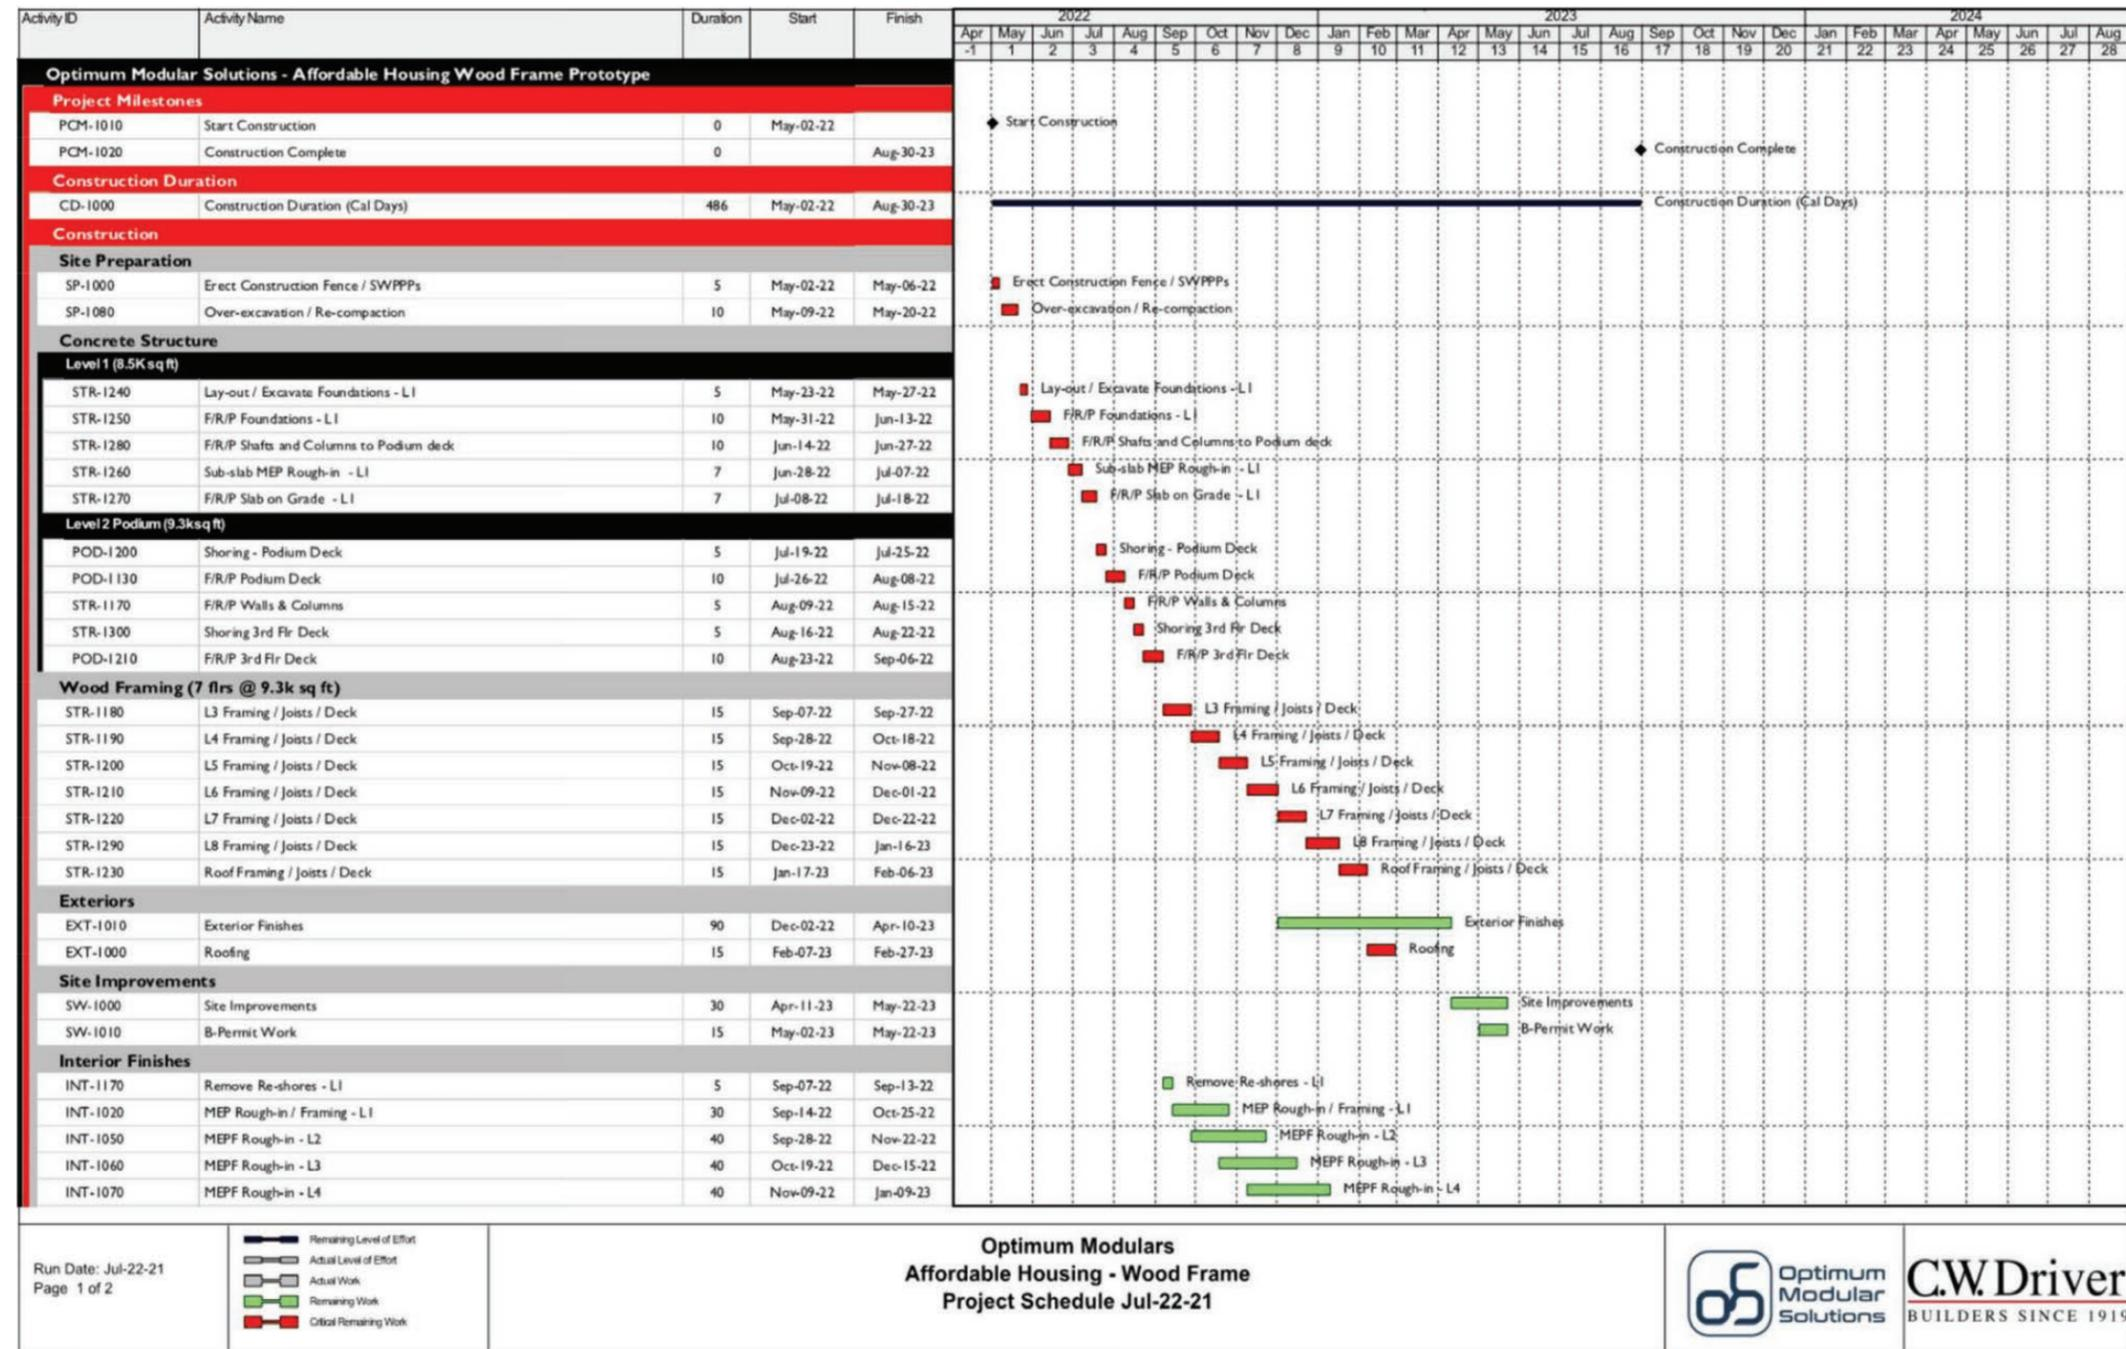 Activity ID Activity Name Duration Start Finish 2022 2023 2024
Apr May Jun Jul Aug Sep Oct Nov Dec Jan Feb Mar Apr May Jun Jul Aug Sep Oct Nov Dec Jan Feb Mar Apr May Jun Jul Aug
-1 1 2 3 4 5 6 7 8 9 10 11 12 13 14 15 16 17 18 19 20 21 22 23 24 25 26 27 28
Optimum Modular Solutions - Affordable Housing Wood Frame Prototype
Project Milestones
PCM-1010 Start Construction 0 May-02-22 Start Construction
PCM-1020 Construction Complete 0 Aug-30-23 Construction Complete
Construction Duration
CD-1000 Construction Duration (Cal Days) 486 May-02-22 Aug-30-23 Construction Duration (Cal Days)
Construction
Site Preparation
SP-1000 Erect Construction Fence / SWPPPs 5 May-02-22 May-06-22 Erect Construction Fence / SWPPPs
SP-1080 Over-excavation / Re-compaction 10 May-09-22 May-20-22 Over-excavation / Re-compaction
Concrete Structure
Level 1 (8.5K sq ft)
STR-1240 Lay-out / Excavate Foundations - L1 5 May-23-22 May-27-22 Lay-out / Excavate Foundations - L1
STR-1250 F/R/P Foundations - L1 10 May-31-22 Jun-13-22 F/R/P Foundations - L1
STR-1280 F/R/P Shafts and Columns to Podium deck 10 Jun-14-22 Jun-27-22 F/R/P Shafts and Columns to Podium deck
STR-1260 Sub-slab MEP Rough-in - L1 7 Jun-28-22 Jul-07-22 Sub-slab MEP Rough-in - L1
STR-1270 F/R/P Slab on Grade - L1 7 Jul-08-22 Jul-18-22 F/R/P Slab on Grade - L1
Level 2 Podium (9.3k sq ft)
POD-1200 Shoring - Podium Deck 5 Jul-19-22 Jul-25-22 Shoring - Podium Deck
POD-1130 F/R/P Podium Deck 10 Jul-26-22 Aug-08-22 F/R/P Podium Deck
STR-1170 F/R/P Walls & Columns 5 Aug-09-22 Aug-15-22 F/R/P Walls & Columns
STR-1300 Shoring 3rd Flr Deck 5 Aug-16-22 Aug-22-22 Shoring 3rd Flr Deck
POD-1210 F/R/P 3rd Flr Deck 10 Aug-23-22 Sep-06-22 F/R/P 3rd Flr Deck
Wood Framing (7 flrs @ 9.3k sq ft)
STR-1180 L3 Framing / Joists / Deck 15 Sep-07-22 Sep-27-22 L3 Framing / Joists / Deck
STR-1190 L4 Framing / Joists / Deck 15 Sep-28-22 Oct-18-22 L4 Framing / Joists / Deck
STR-1200 L5 Framing / Joists / Deck 15 Oct-19-22 Nov-08-22 L5 Framing / Joists / Deck
STR-1210 L6 Framing / Joists / Deck 15 Nov-09-22 Dec-01-22 L6 Framing / Joists / Deck
STR-1220 L7 Framing / Joists / Deck 15 Dec-02-22 Dec-22-22 L7 Framing / Joists / Deck
STR-1290 L8 Framing / Joists / Deck 15 Dec-23-22 Jan-16-23 L8 Framing / Joists / Deck
STR-1230 Roof Framing / Joists / Deck 15 Jan-17-23 Feb-06-23 Roof Framing / Joists / Deck
Exteriors
EXT-1010 Exterior Finishes 90 Dec-02-22 Apr-10-23 Exterior Finishes
EXT-1000 Roofing 15 Feb-07-23 Feb-27-23 Roofing
Site Improvements
SW-1000 Site Improvements 30 Apr-11-23 May-22-23 Site Improvements
SW-1010 B-Permit Work 15 May-02-23 May-22-23 B-Permit Work
Interior Finishes
INT-1170 Remove Re-shores - L1 5 Sep-07-22 Sep-13-22 Remove Re-shores - L1
INT-1020 MEP Rough-in / Framing - L1 30 Sep-14-22 Oct-25-22 MEP Rough-in / Framing - L1
INT-1050 MEPF Rough-in - L2 40 Sep-28-22 Nov-22-22 MEPF Rough-in - L2
INT-1060 MEPF Rough-in - L3 40 Oct-19-22 Dec-15-22 MEPF Rough-in - L3
INT-1070 MEPF Rough-in - L4 40 Nov-09-22 Jan-09-23 MEPF Rough-in - L4
Run Date: Jul-22-21
Page 1 of 2
Remaining Level of Effort
Actual Level of Effort
Actual Work
Remaining Work
Critical Remaining Work
Optimum Modulars
Affordable Housing - Wood Frame
Project Schedule Jul-22-21
Optimum
Modular
Solutions
C.W. Driver
BUILDERS SINCE 1919